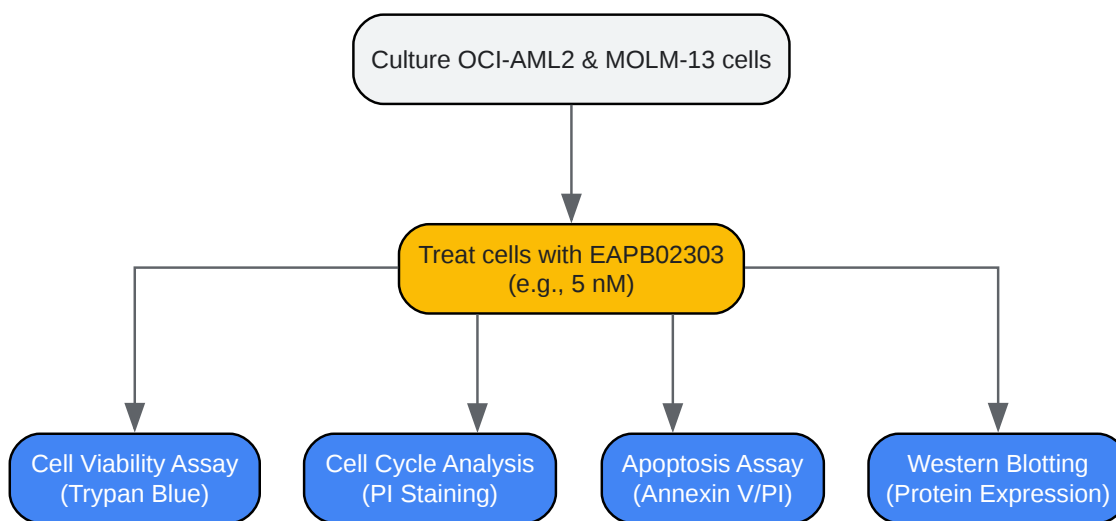 Culture OCI-AML2 & MOLM-13 cells
Treat cells with EAPB02303
(e.g., 5 nM)
Cell Viability Assay
(Trypan Blue)
Cell Cycle Analysis
(PI Staining)
Apoptosis Assay
(Annexin V/PI)
Western Blotting
(Protein Expression)